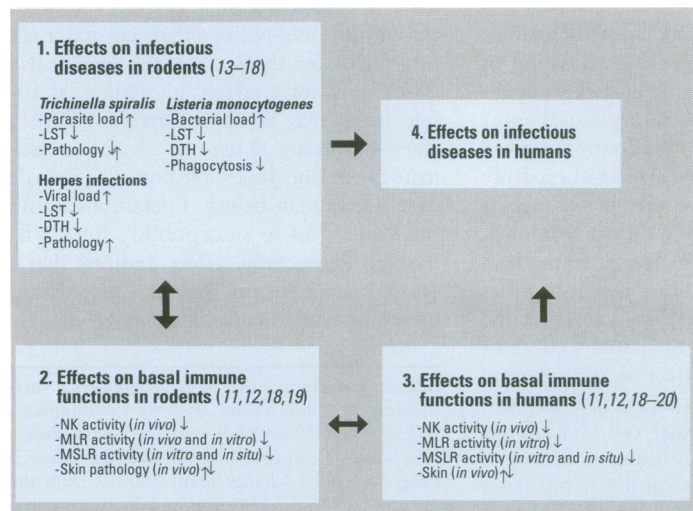 1. Effects on infectious
diseases in rodents (13–18)
Trichinella spiralis
-Parasite load↑
-LST↓
-Pathology ↓↑
Herpes infections
-Viral load↑
-LST↓
-DTH↓
-Pathology↑
Listeria monocytogenes
-Bacterial load↑
-LST↓
-DTH↓
-Phagocytosis ↓
4. Effects on infectious
diseases in humans
2. Effects on basal immune
functions in rodents (11,12,18,19)
-NK activity (in vivo) ↓
-MLR activity (in vivo and in vitro) ↓
-MSLR activity (in vitro and in situ) ↓
-Skin pathology (in vivo)↑↓
3. Effects on basal immune
functions in humans (11,12,18–20)
-NK activity (in vivo) ↓
-MLR activity (in vitro) ↓
-MSLR activity (in vitro and in situ) ↓
-Skin (in vivo)↑↓